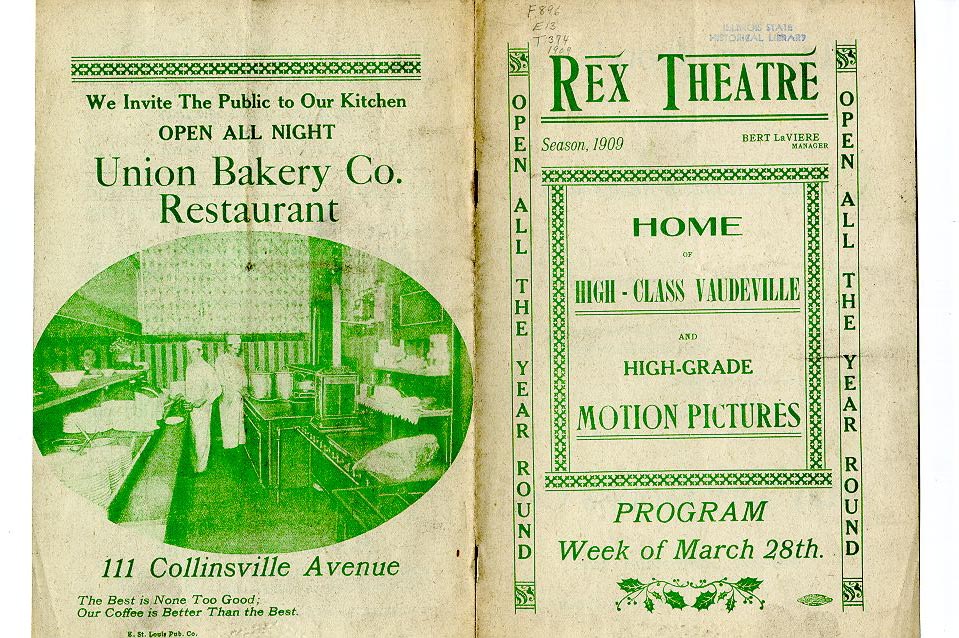 We Invite The Public to Our Kitchen
OPEN ALL NIGHT
Union Bakery Co.
Restaurant
111 Collinsville Avenue
The Best is None Too Good;
Our Coffee is Better Than the Best.
E. St. Louis Pub. Co.
F896
E13
T374
1909
ILLINOIS STATE
HISTORICAL LIBRARY
REX THEATRE
Season, 1909
BERT LaVIERE
MANAGER
OPEN ALL THE YEAR ROUND
HOME
OF
HIGH-CLASS VAUDEVILLE
AND
HIGH-GRADE
MOTION PICTURES
PROGRAM
Week of March 28th.
OPEN ALL THE YEAR ROUND